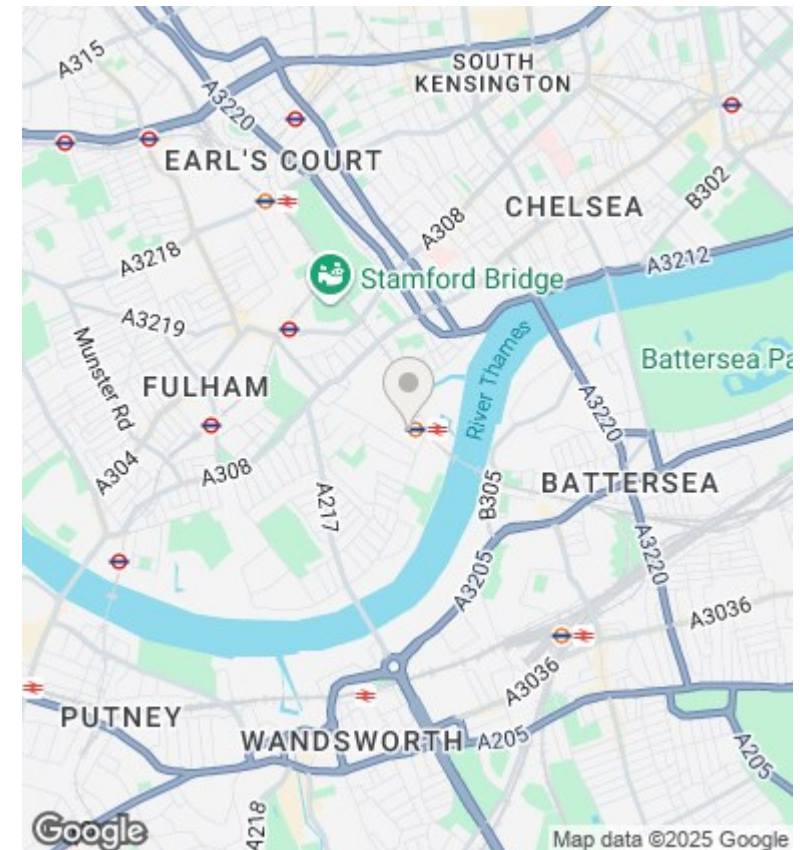 A315
SOUTH
KENSINGTON
A3220
EARL'S COURT
CHELSEA
B302
A308
A3218
A3212
Stamford Bridge
A3219
Munster Rd
FULHAM
River Thames
Battersea Pa
A3220
A304
A308
A217
B305
BATTERSEA
A3205
A3220
A3036
A3036
PUTNEY
WANDSWORTH
A205
A205
A218
Google
Map data ©2025 Google